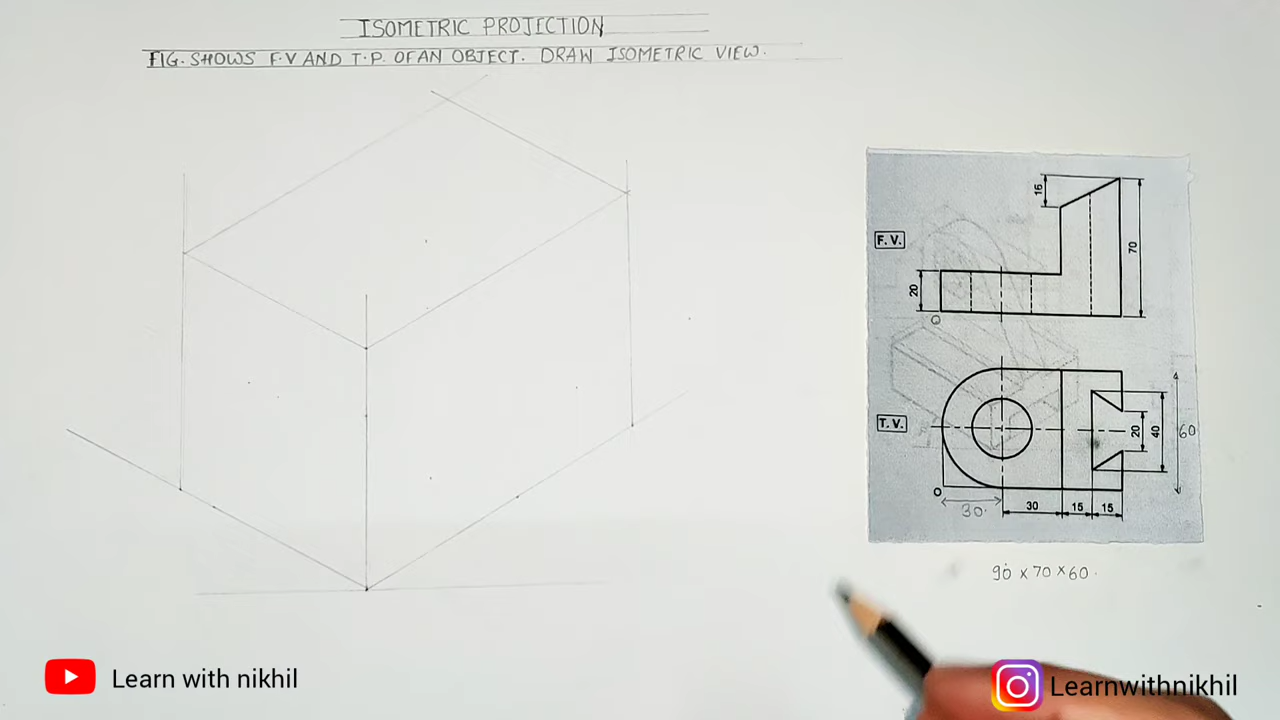 ISOMETRIC PROJECTION
FIG. SHOWS F.V AND T.P. OF AN OBJECT. DRAW ISOMETRIC VIEW.
16
F.V.
70
20
O
T.V.
20
40
60
O
30.
30
15
15
90 x 70 x 60.
Learn with nikhil
Learnwithnikhil